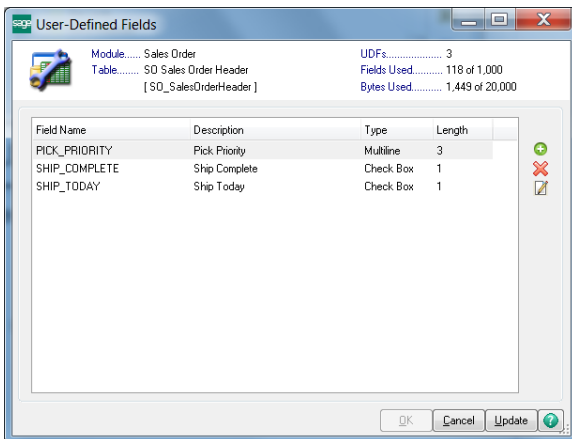 sage User-Defined Fields
Module...... Sales Order
Table........ SO Sales Order Header
[ SO_SalesOrderHeader ]
UDFs................... 3
Fields Used.......... 118 of 1,000
Bytes Used.......... 1,449 of 20,000
Field Name Description Type Length
PICK_PRIORITY Pick Priority Multiline 3
SHIP_COMPLETE Ship Complete Check Box 1
SHIP_TODAY Ship Today Check Box 1
OK Cancel Update ?